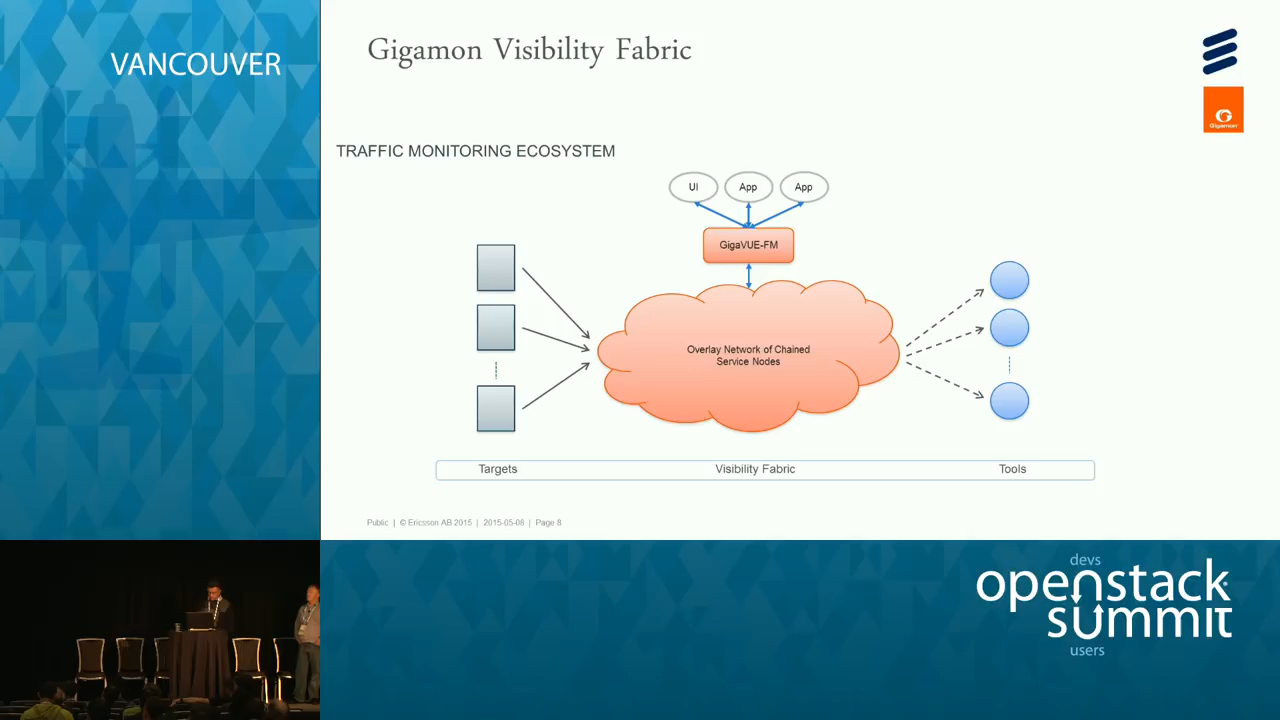 VANCOUVER
Gigamon Visibility Fabric
Gigamon
TRAFFIC MONITORING ECOSYSTEM
UI
App
App
GigaVUE-FM
Overlay Network of Chained
Service Nodes
Targets
Visibility Fabric
Tools
Public | © Ericsson AB 2015 | 2015-05-08 | Page 8
devs
openstack
summit
users